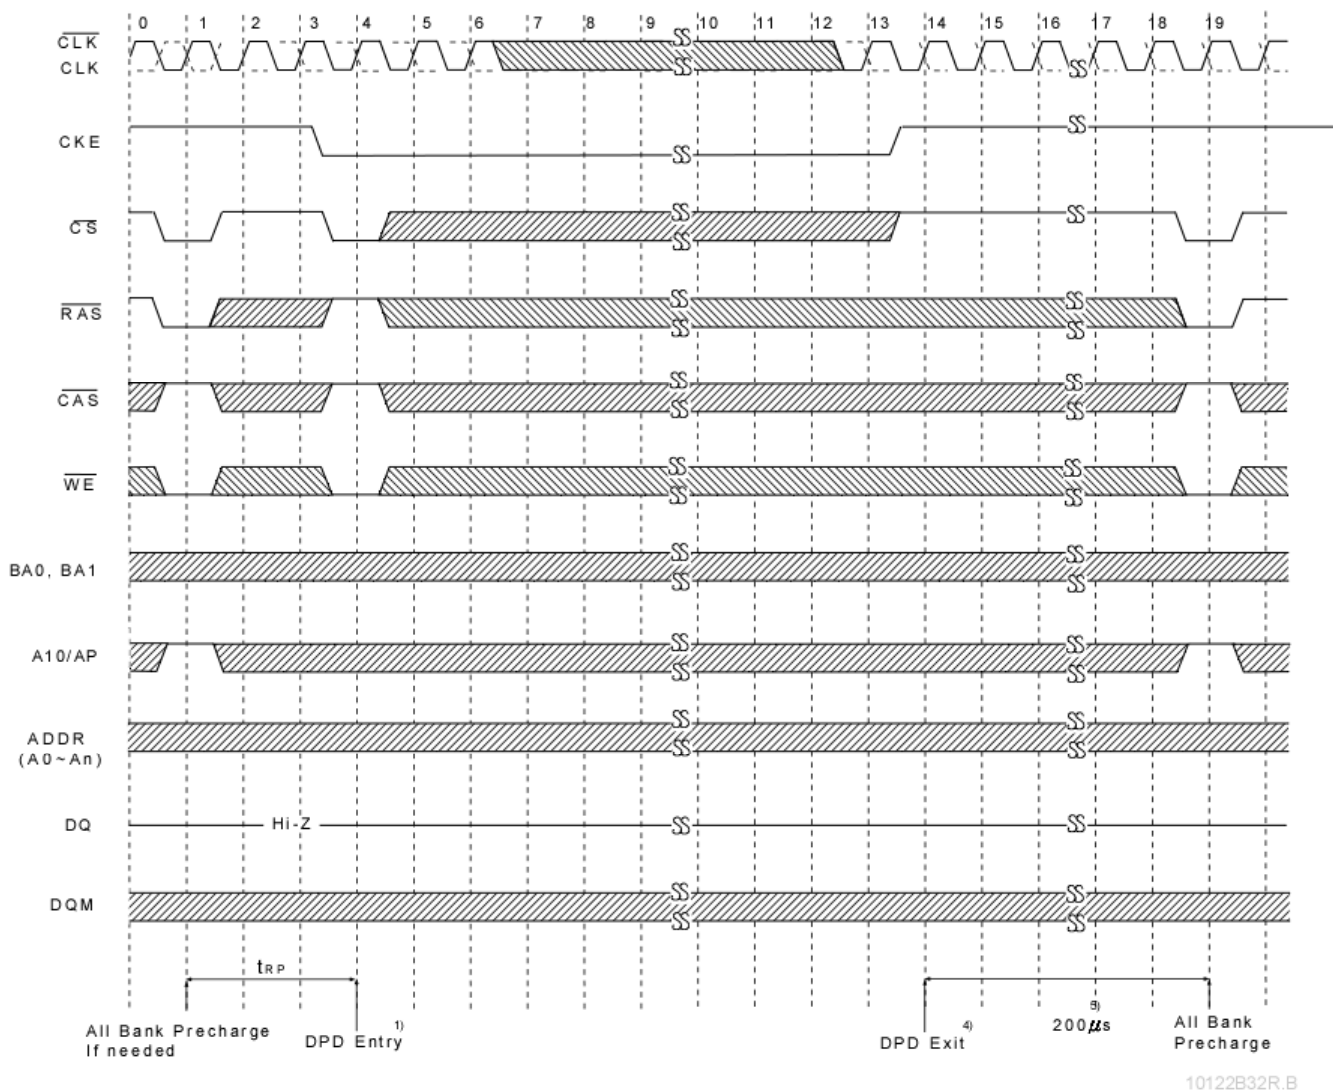 0 1 2 3 4 5 6 7 8 9 10 11 12 13 14 15 16 17 18 19
CLK
CLK
CKE
CS
RAS
CAS
WE
BA0, BA1
A10/AP
ADDR
(A0~An)
DQ
Hi-Z
DQM
tRP
All Bank Precharge
If needed
DPD Entry 1)
DPD Exit 4)
200µs
All Bank
Precharge
10122B32R.B